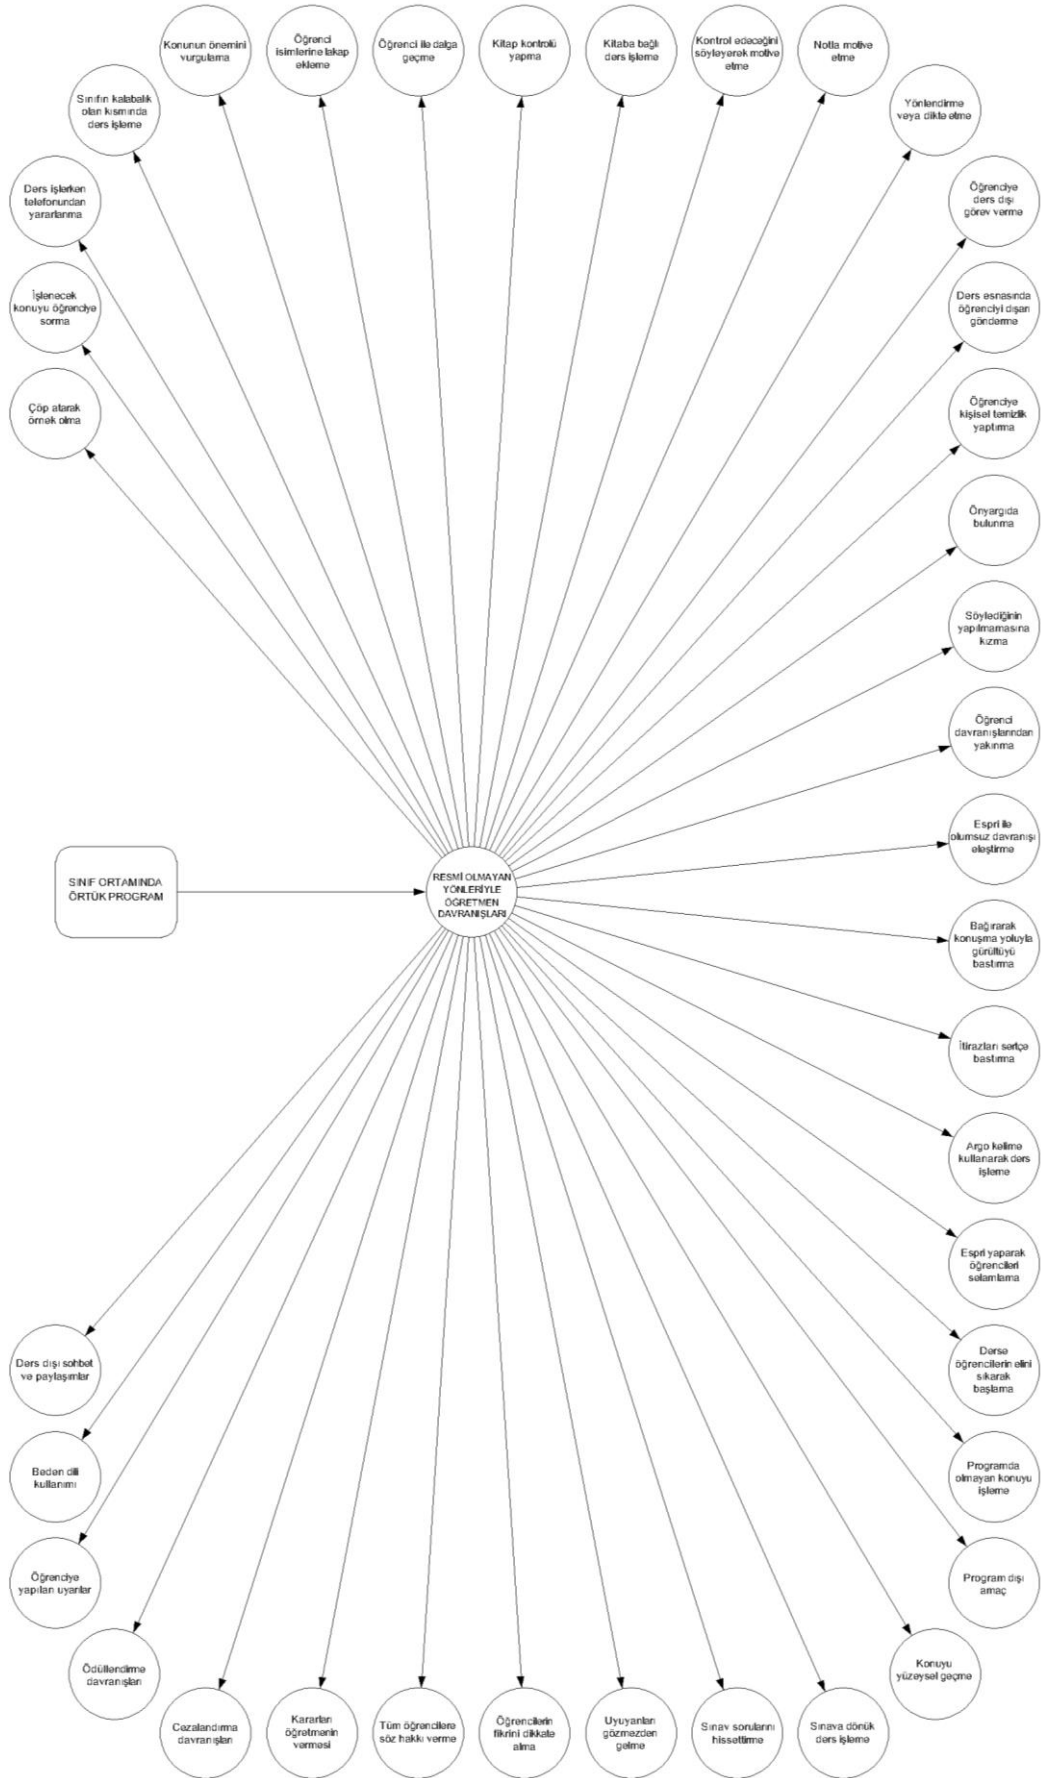 Konunun önemini
vurgulama
Öğrenci
isimlerine lakap
ekleme
Öğrenci ile dalga
geçme
Kitap kontrolü
yapma
Kitaba bağlı
ders işleme
Kontrol edeceğini
söyleyerek motive
etme
Notla motive
etme
Sınıfın kalabalık
olan kısmında
ders işleme
Yönlendirme
veya dikte etme
Ders işlerken
telefonundan
yararlanma
Öğrenciye
ders dışı
görev verme
İşlenecek
konuyu öğrenciye
sorma
Ders esnasında
öğrenciyi dışarı
gönderme
Çöp atarak
örnek olma
Öğrenciye
kişisel temizlik
yaptırma
Önyargıda
bulunma
Söylediğinin
yapılmamasına
kızma
Öğrenci
davranışlarından
yakınma
Espri ile
olumsuz davranışı
eleştirme
SINIF ORTAMINDA
ÖRTÜK PROGRAM
RESMİ OLMAYAN
YÖNLERİYLE
ÖĞRETMEN
DAVRANIŞLARI
Bağırarak
konuşma yoluyla
gürültüyü
bastırma
İtirazları sertçe
bastırma
Argo kelime
kullanarak ders
işleme
Espri yaparak
öğrencileri
selamlama
Ders dışı sohbet
ve paylaşımlar
Derse
öğrencilerin elini
sıkarak
başlama
Beden dili
kullanımı
Programda
olmayan konuyu
işleme
Öğrenciye
yapılan uyarılar
Program dışı
amaç
Ödüllendirme
davranışları
Konuyu
yüzeysel geçme
Cezalandırma
davranışları
Kararları
öğretmenin
vermesi
Tüm öğrencilere
söz hakkı verme
Öğrencilerin
fikrini dikkate
alma
Uyuyanları
görmezden
gelme
Sınav sorularını
hissettirme
Sınava dönük
ders işleme